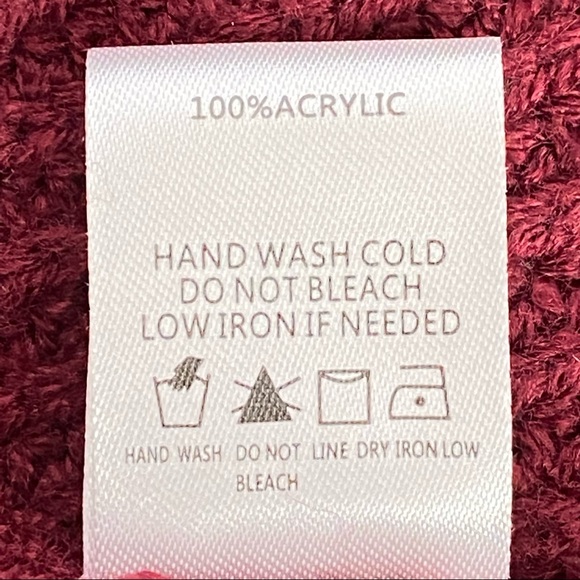 100%ACRYLIC
HAND WASH COLD
DO NOT BLEACH
LOW IRON IF NEEDED
HAND WASH DO NOT LINE DRY IRON LOW
BLEACH